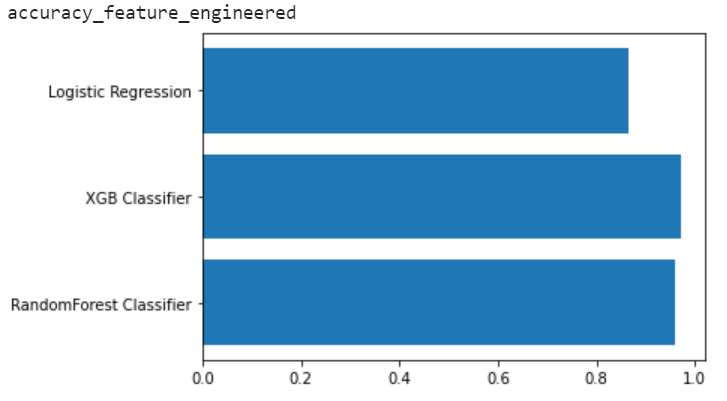 accuracy_feature_engineered
Logistic Regression
XGB Classifier
RandomForest Classifier
0.0 0.2 0.4 0.6 0.8 1.0